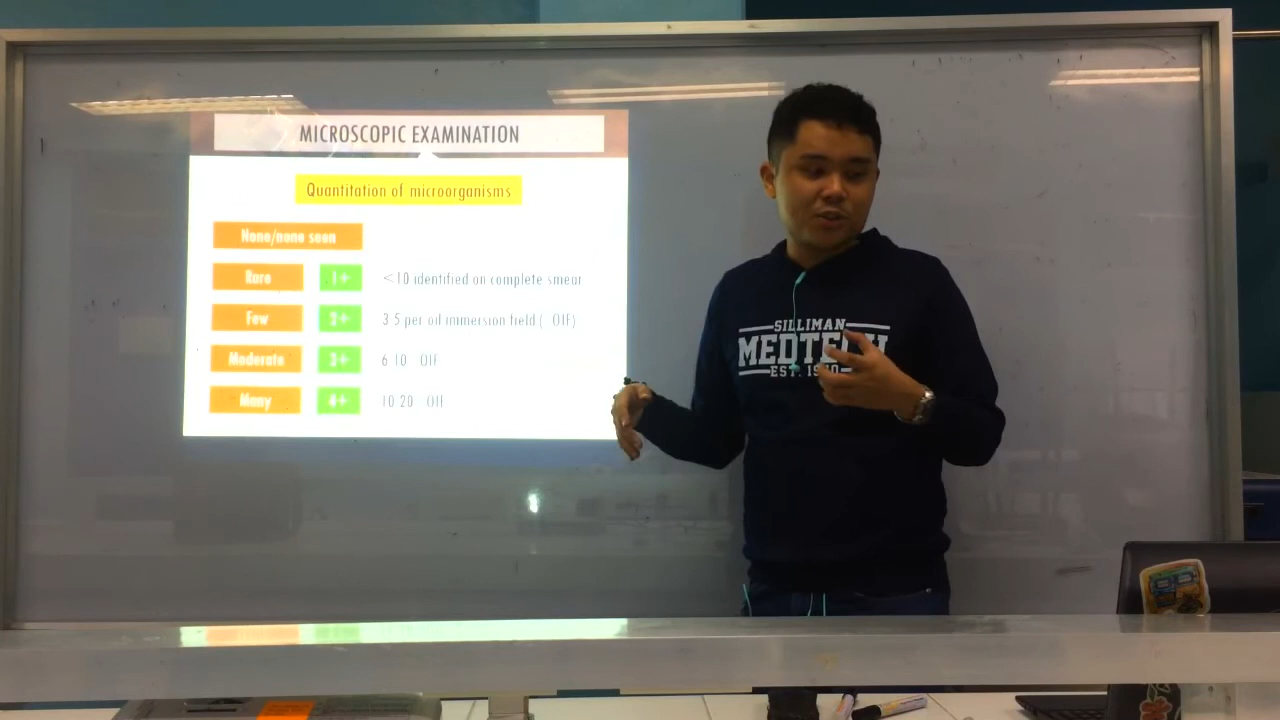 MICROSCOPIC EXAMINATION
Quantitation of microorganisms
None/none seen
Rare 1+ <10 identified on complete smear
Few 2+ 3 5 per oil immersion field ( OIF)
Moderate 3+ 6 10 OIF
Many 4+ 10 20 OIF
SILLIMAN
MEDTECH
EST.